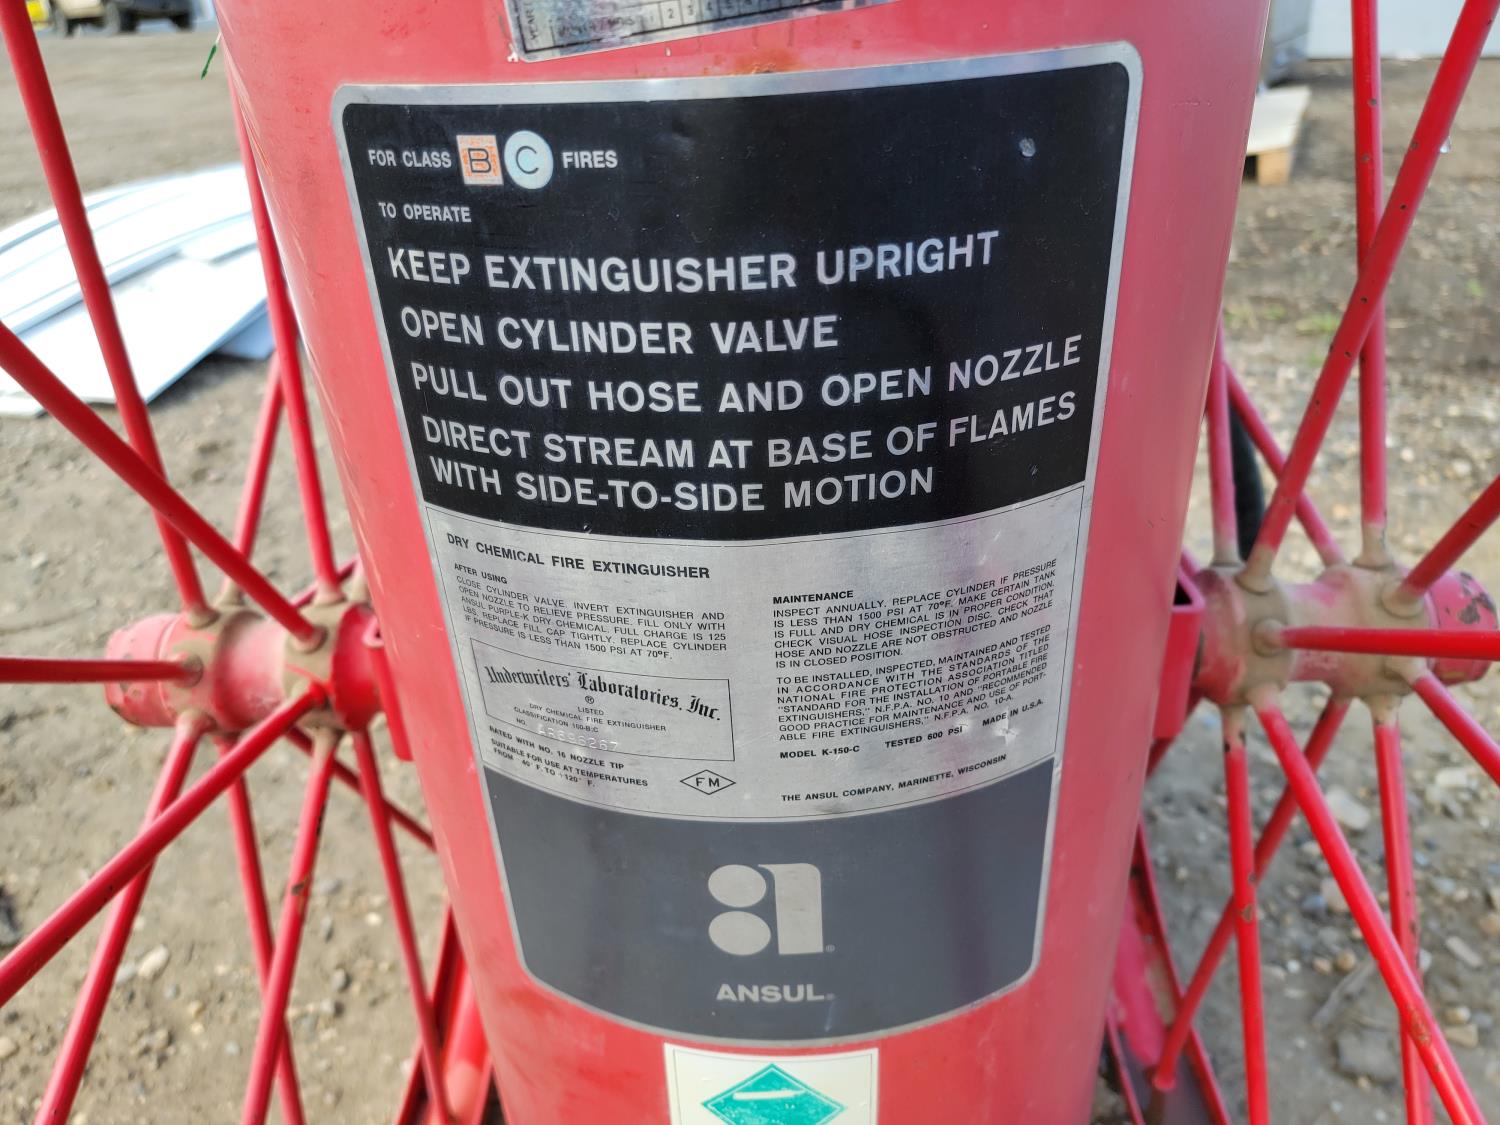 YEAR
1 2 3 4 5
FOR CLASS B C FIRES
TO OPERATE
KEEP EXTINGUISHER UPRIGHT
OPEN CYLINDER VALVE
PULL OUT HOSE AND OPEN NOZZLE
DIRECT STREAM AT BASE OF FLAMES
WITH SIDE-TO-SIDE MOTION
DRY CHEMICAL FIRE EXTINGUISHER
AFTER USING
CLOSE CYLINDER VALVE. INVERT EXTINGUISHER AND
OPEN NOZZLE TO RELIEVE PRESSURE. FILL ONLY WITH
ANSUL PURPLE-K DRY CHEMICAL. FULL CHARGE IS 125
LBS. REPLACE FILL CAP TIGHTLY. REPLACE CYLINDER
IF PRESSURE IS LESS THAN 1500 PSI AT 70°F.
Underwriters' Laboratories, Inc.
®
LISTED
DRY CHEMICAL FIRE EXTINGUISHER
CLASSIFICATION 160-B:C
NO.
RATED WITH NO. 16 NOZZLE TIP
SUITABLE FOR USE AT TEMPERATURES
FROM 40° F. TO +120° F.
FM
MAINTENANCE
INSPECT ANNUALLY. REPLACE CYLINDER IF PRESSURE
IS LESS THAN 1500 PSI AT 70°F. MAKE CERTAIN TANK
IS FULL AND DRY CHEMICAL IS IN PROPER CONDITION.
CHECK VISUAL HOSE INSPECTION DISC. CHECK THAT
HOSE AND NOZZLE ARE NOT OBSTRUCTED AND NOZZLE
IS IN CLOSED POSITION.
TO BE INSTALLED, INSPECTED, MAINTAINED AND TESTED
IN ACCORDANCE WITH THE STANDARDS OF THE
NATIONAL FIRE PROTECTION ASSOCIATION TITLED
"STANDARD FOR THE INSTALLATION OF PORTABLE FIRE
EXTINGUISHERS," N.F.P.A. NO. 10 AND "RECOMMENDED
GOOD PRACTICE FOR MAINTENANCE AND USE OF PORT-
ABLE FIRE EXTINGUISHERS," N.F.P.A. NO. 10-A.
MODEL K-150-C TESTED 600 PSI MADE IN U.S.A.
THE ANSUL COMPANY, MARINETTE, WISCONSIN
ANSUL®